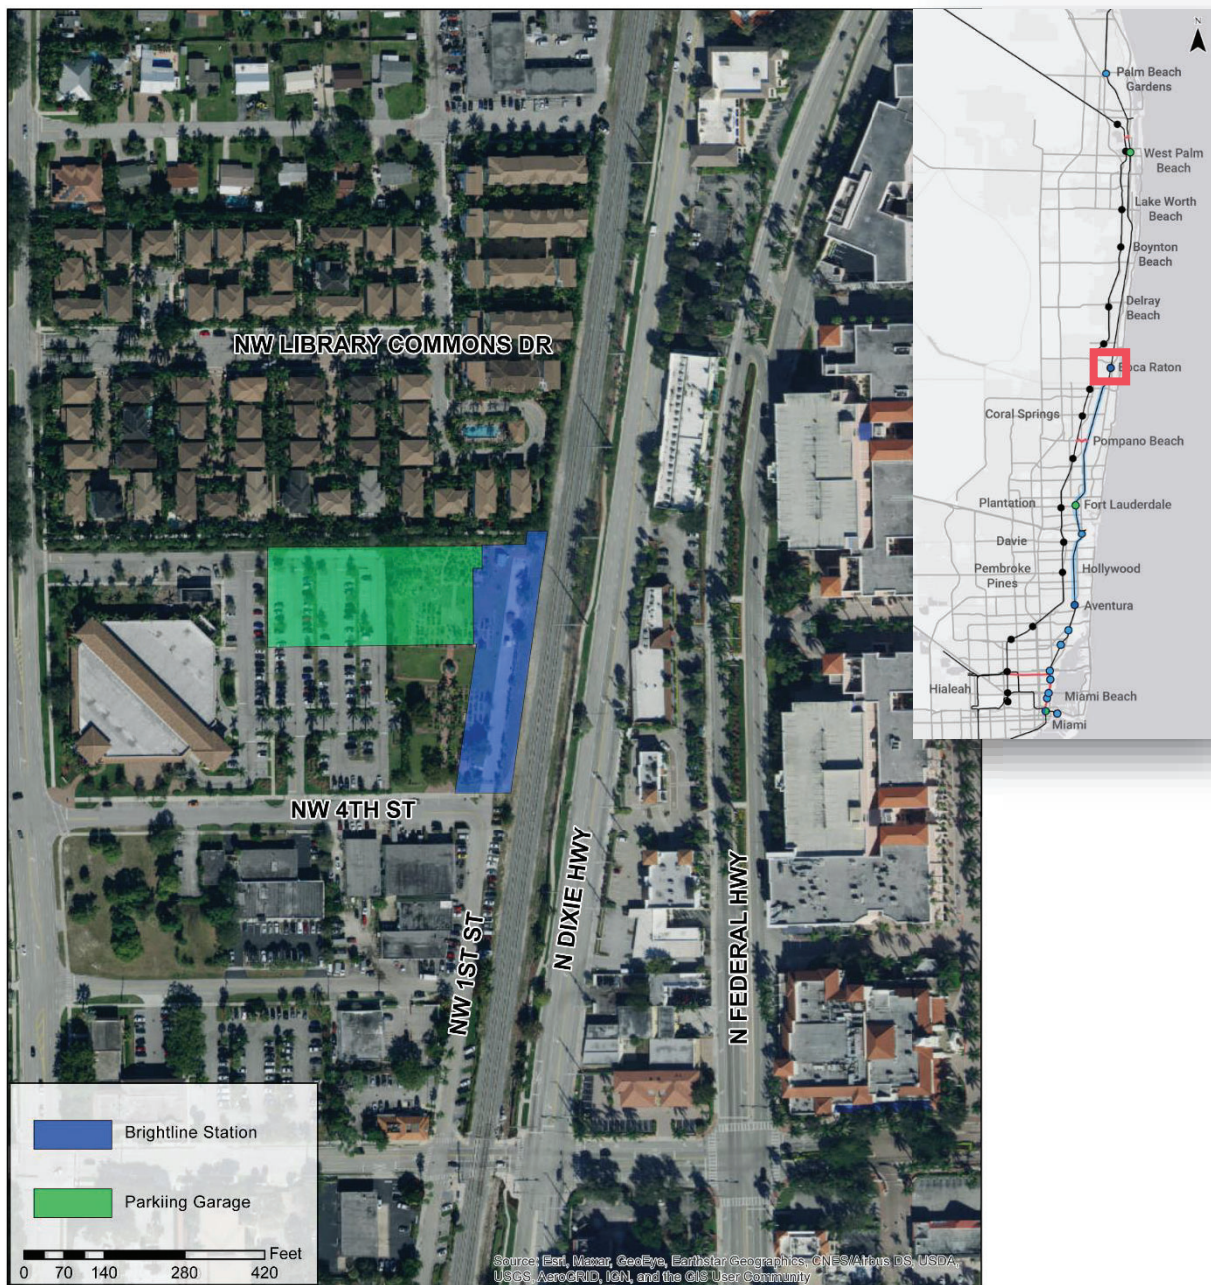 N
Palm Beach
Gardens
West Palm
Beach
Lake Worth
Beach
Boynton
Beach
Delray
Beach
Boca Raton
Coral Springs
Pompano Beach
Plantation
Fort Lauderdale
Davie
Pembroke
Pines
Hollywood
Aventura
Hialeah
Miami Beach
Miami
NW LIBRARY COMMONS DR
NW 4TH ST
NW 1ST ST
N DIXIE HWY
N FEDERAL HWY
Brightline Station
Parkiing Garage
Feet
0 70 140 280 420
Source: Esri, Maxar, GeoEye, Earthstar Geographics, CNES/Airbus DS, USDA,
USGS, AeroGRID, IGN, and the GIS User Community